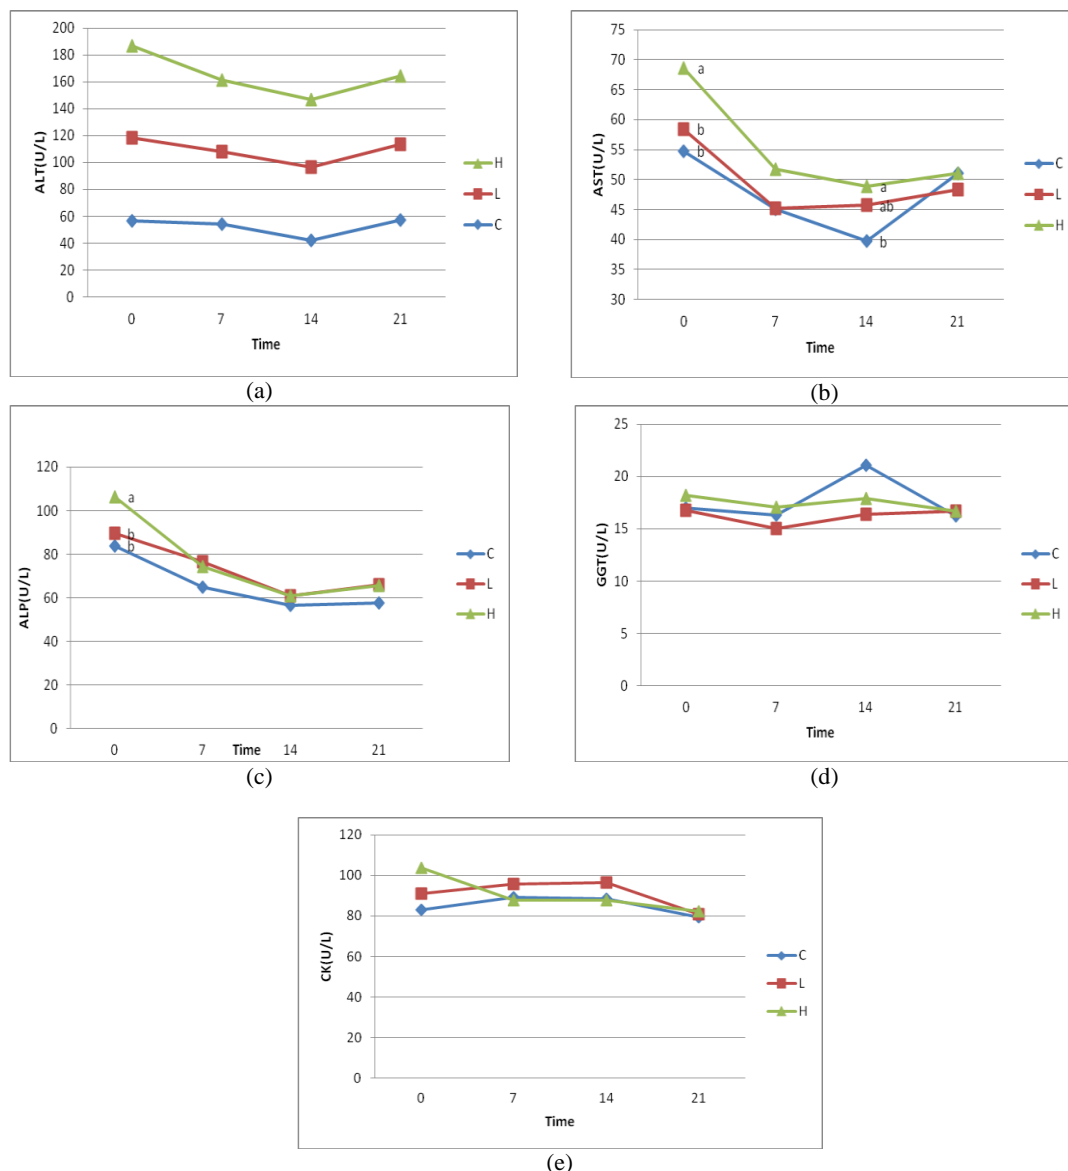 200
180
160
140
120
100
80
60
40
20
0
ALT(U/L)
0 7 14 21
Time
H
L
C
(a)
75
70
65
60
55
50
45
40
35
30
AST(U/L)
a
b
b
a
ab
b
0 7 14 21
Time
C
L
H
(b)
120
100
80
60
40
20
0
ALP(U/L)
a
b
b
0 7 Time 14 21
C
L
H
(c)
25
20
15
10
5
0
GGT(U/L)
0 7 14 21
Time
C
L
H
(d)
120
100
80
60
40
20
0
CK(U/L)
0 7 14 21
Time
C
L
H
(e)